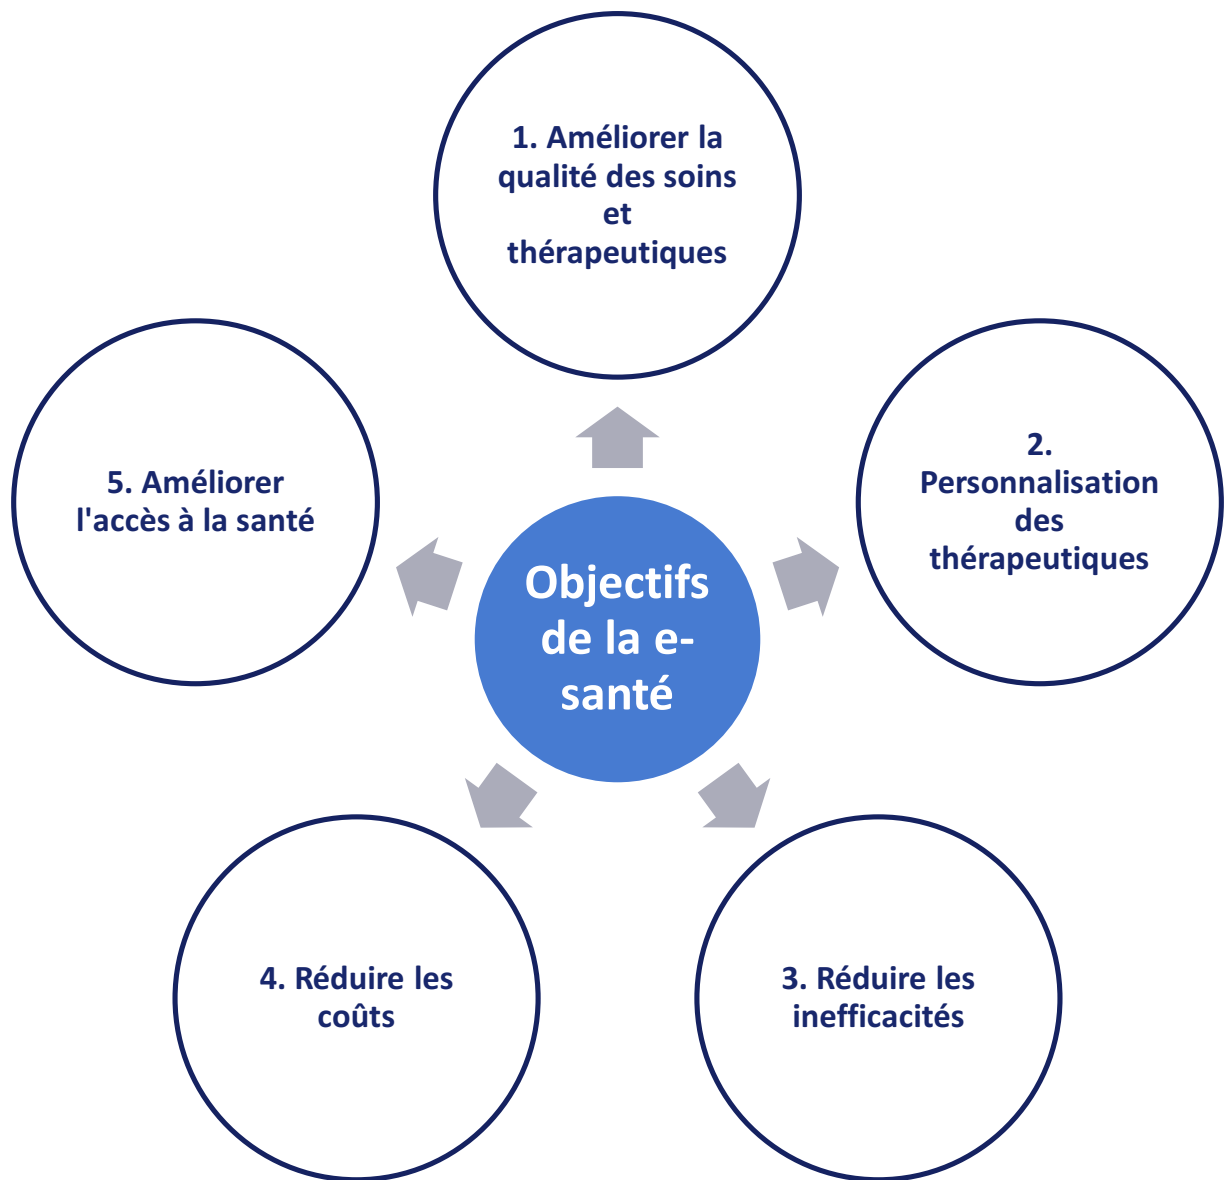 1. Améliorer la
qualité des soins
et
thérapeutiques
2.
Personnalisation
des
thérapeutiques
3. Réduire les
inefficacités
4. Réduire les
coûts
5. Améliorer
l'accès à la santé
Objectifs
de la e-
santé